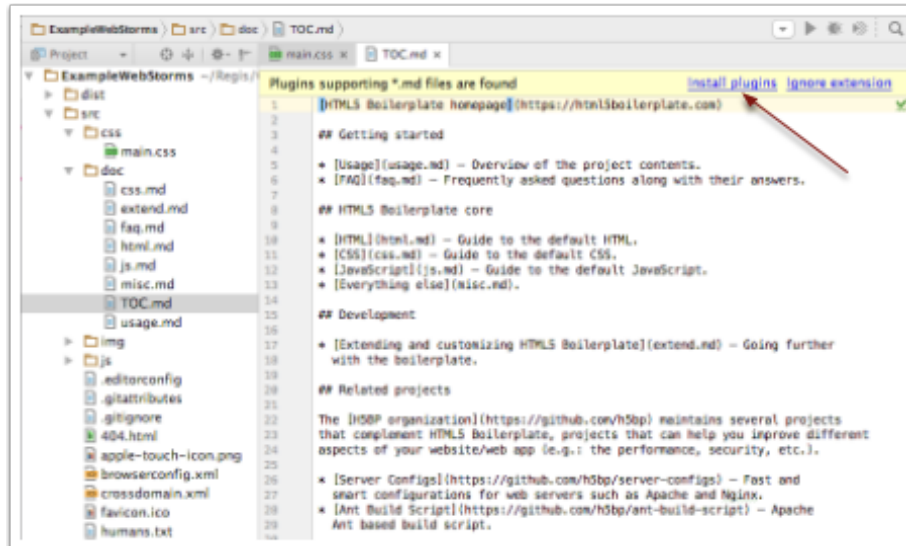 ExampleWebStorms src doc TOC.md
Project main.css TOC.md
ExampleWebStorms ~/Regis/
dist
src
css
main.css
doc
css.md
extend.md
faq.md
html.md
js.md
misc.md
TOC.md
usage.md
img
js
.editorconfig
.gitattributes
.gitignore
404.html
apple-touch-icon.png
browserconfig.xml
crossdomain.xml
favicon.ico
humans.txt
Plugins supporting *.md files are found Install plugins Ignore extension
1 [HTML5 Boilerplate homepage](https://html5boilerplate.com)
2
3 ## Getting started
4
5 * [Usage](usage.md) — Overview of the project contents.
6 * [FAQ](faq.md) — Frequently asked questions along with their answers.
7
8 ## HTML5 Boilerplate core
9
10 * [HTML](html.md) — Guide to the default HTML.
11 * [CSS](css.md) — Guide to the default CSS.
12 * [JavaScript](js.md) — Guide to the default JavaScript.
13 * [Everything else](misc.md).
14
15 ## Development
16
17 * [Extending and customizing HTML5 Boilerplate](extend.md) — Going further
18 with the boilerplate.
19
20 ## Related projects
21
22 The [H5BP organization](https://github.com/h5bp) maintains several projects
23 that complement HTML5 Boilerplate, projects that can help you improve different
24 aspects of your website/web app (e.g.: the performance, security, etc.).
25
26 * [Server Configs](https://github.com/h5bp/server-configs) — Fast and
27 smart configurations for web servers such as Apache and Nginx.
28 * [Ant Build Script](https://github.com/h5bp/ant-build-script) — Apache
29 Ant based build script.